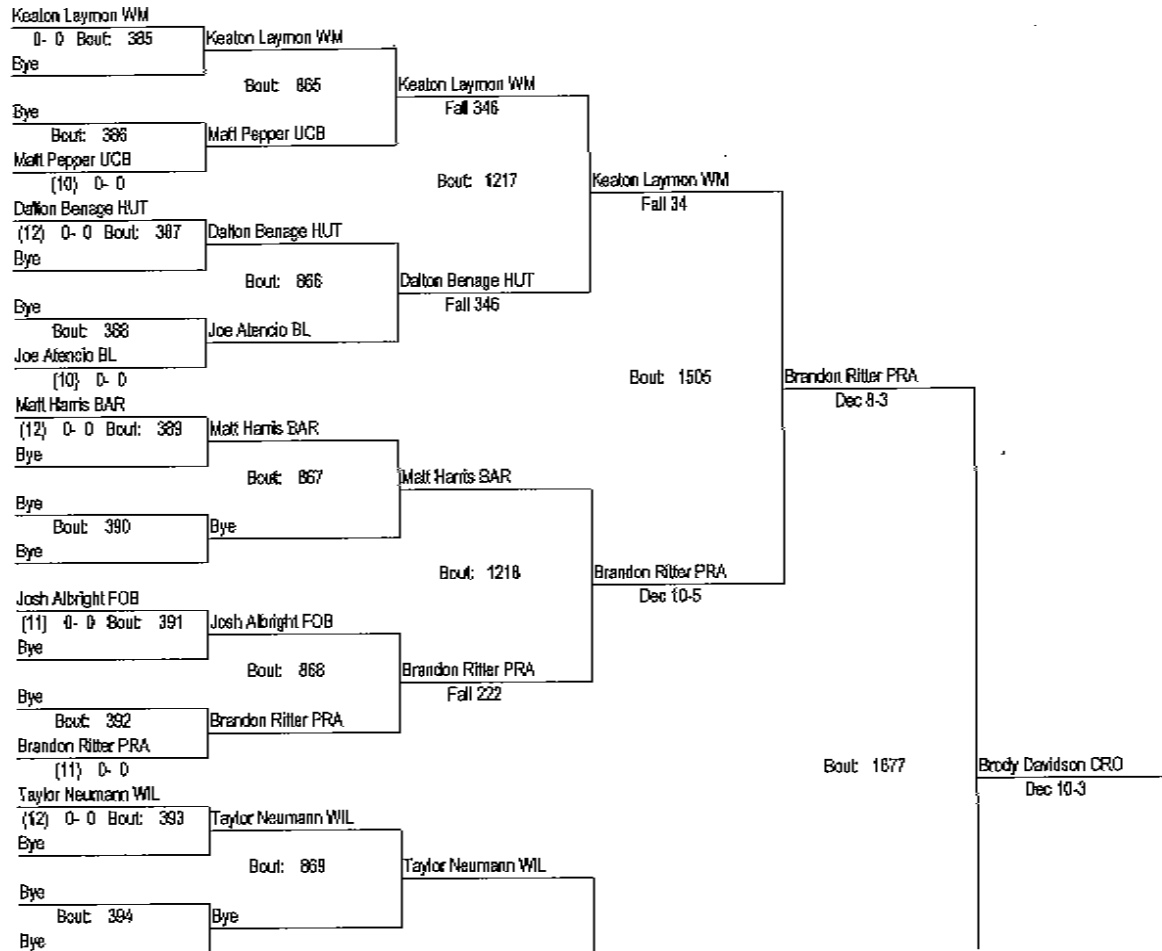 Keaton Laymon WM
0- 0 Bout: 385
Keaton Laymon WM
Bye
Bout: 865
Keaton Laymon WM
Fall 346
Bye
Bout: 386
Matt Pepper UCB
Matt Pepper UCB
(10) 0- 0
Bout: 1217
Keaton Laymon WM
Fall 34
Dalton Benage HUT
(12) 0- 0 Bout: 387
Dalton Benage HUT
Bye
Bout: 866
Dalton Benage HUT
Fall 346
Bye
Bout: 388
Joe Atencio BL
Joe Atencio BL
(10) 0- 0
Bout: 1505
Brandon Ritter PRA
Dec 8-3
Matt Harris BAR
(12) 0- 0 Bout: 389
Matt Harris BAR
Bye
Bout: 867
Matt Harris BAR
Bye
Bout: 390
Bye
Bye
Bout: 1218
Brandon Ritter PRA
Dec 10-5
Josh Albright FOB
(11) 0- 0 Bout: 391
Josh Albright FOB
Bye
Bout: 868
Brandon Ritter PRA
Fall 222
Bye
Bout: 392
Brandon Ritter PRA
Brandon Ritter PRA
(11) 0- 0
Bout: 1677
Brody Davidson CRO
Dec 10-3
Taylor Neumann WIL
(12) 0- 0 Bout: 393
Taylor Neumann WIL
Bye
Bout: 869
Taylor Neumann WIL
Bye
Bout: 394
Bye
Bye